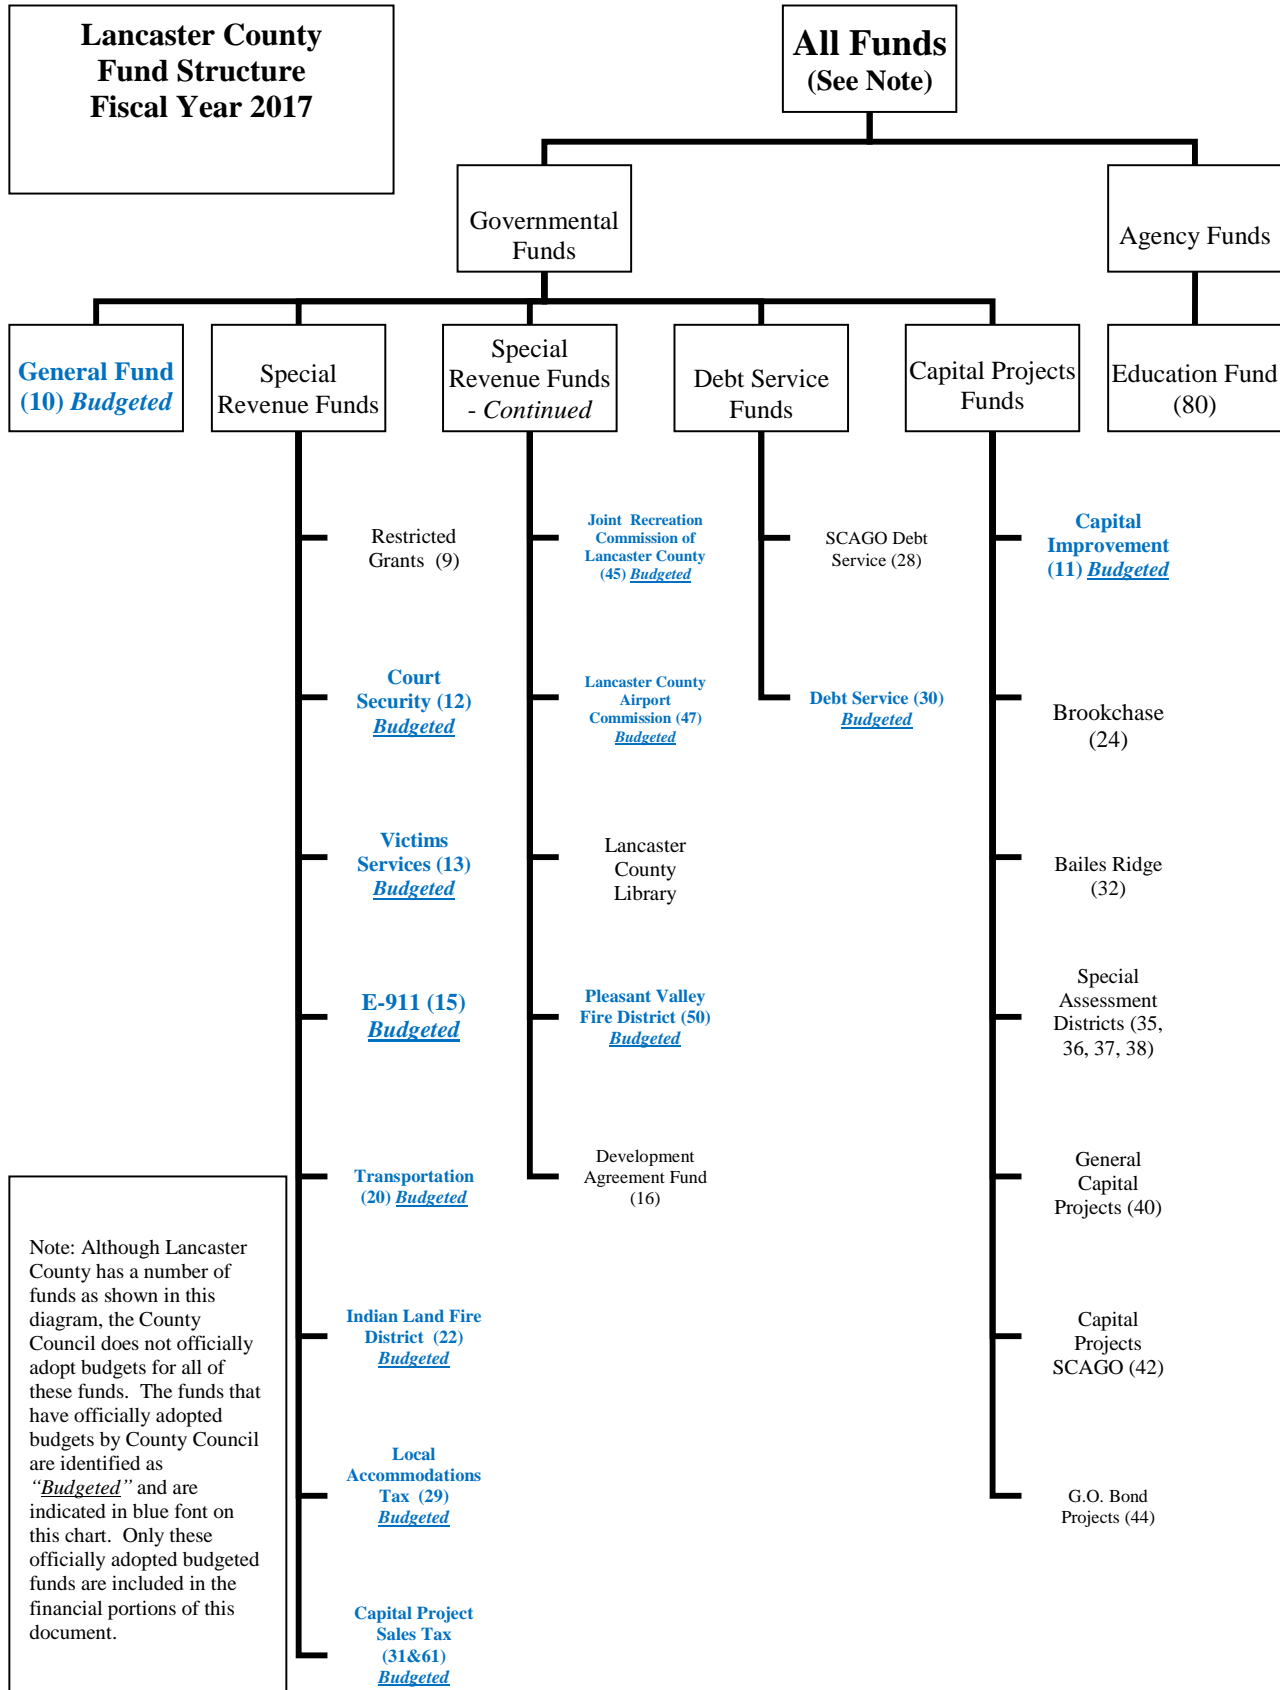 Lancaster County
Fund Structure
Fiscal Year 2017
All Funds
(See Note)
Governmental
Funds
Agency Funds
General Fund
(10) Budgeted
Special
Revenue Funds
Special
Revenue Funds
- Continued
Debt Service
Funds
Capital Projects
Funds
Education Fund
(80)
Restricted
Grants (9)
Court
Security (12)
Budgeted
Victims
Services (13)
Budgeted
E-911 (15)
Budgeted
Transportation
(20) Budgeted
Indian Land Fire
District (22)
Budgeted
Local
Accommodations
Tax (29)
Budgeted
Capital Project
Sales Tax
(31&61)
Budgeted
Joint Recreation
Commission of
Lancaster County
(45) Budgeted
Lancaster County
Airport
Commission (47)
Budgeted
Lancaster
County
Library
Pleasant Valley
Fire District (50)
Budgeted
Development
Agreement Fund
(16)
SCAGO Debt
Service (28)
Debt Service (30)
Budgeted
Capital
Improvement
(11) Budgeted
Brookchase
(24)
Bailes Ridge
(32)
Special
Assessment
Districts (35,
36, 37, 38)
General
Capital
Projects (40)
Capital
Projects
SCAGO (42)
G.O. Bond
Projects (44)
Note: Although Lancaster
County has a number of
funds as shown in this
diagram, the County
Council does not officially
adopt budgets for all of
these funds. The funds that
have officially adopted
budgets by County Council
are identified as
“Budgeted” and are
indicated in blue font on
this chart. Only these
officially adopted budgeted
funds are included in the
financial portions of this
document.